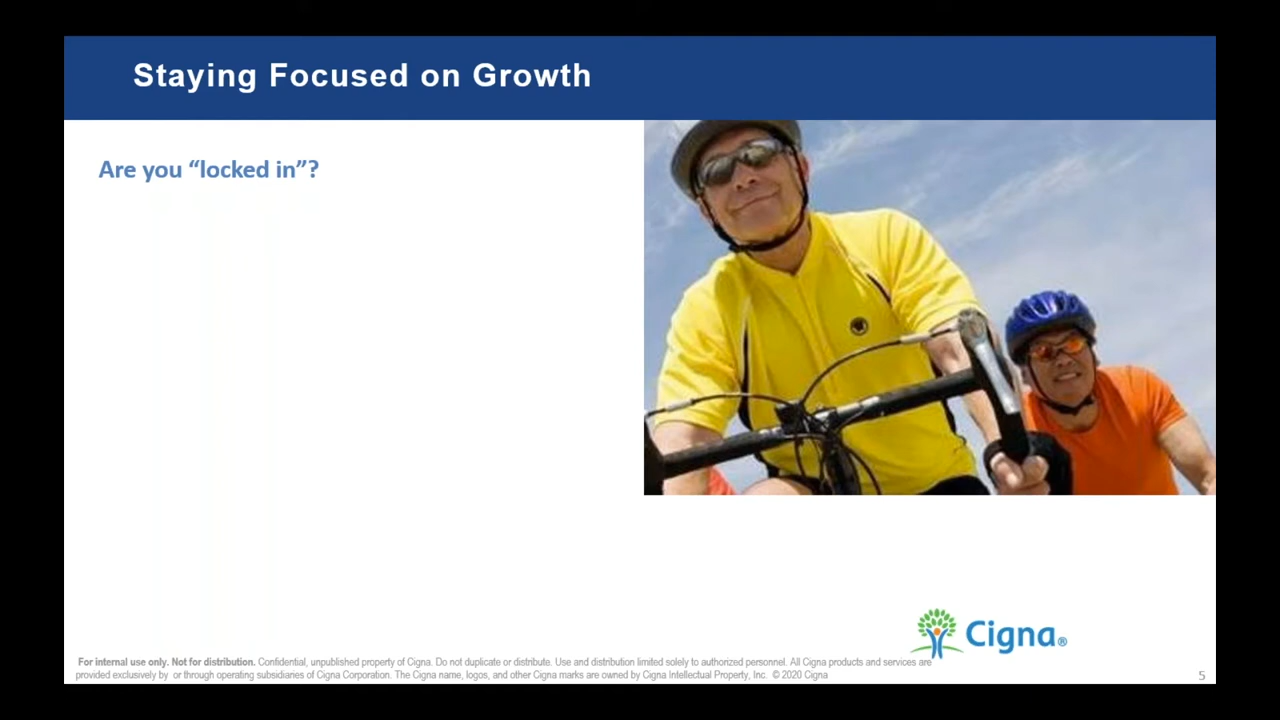 Staying Focused on Growth
Are you “locked in”?
Cigna®
For internal use only. Not for distribution. Confidential, unpublished property of Cigna. Do not duplicate or distribute. Use and distribution limited solely to authorized personnel. All Cigna products and services are
provided exclusively by or through operating subsidiaries of Cigna Corporation. The Cigna name, logos, and other Cigna marks are owned by Cigna Intellectual Property, Inc. © 2020 Cigna
5